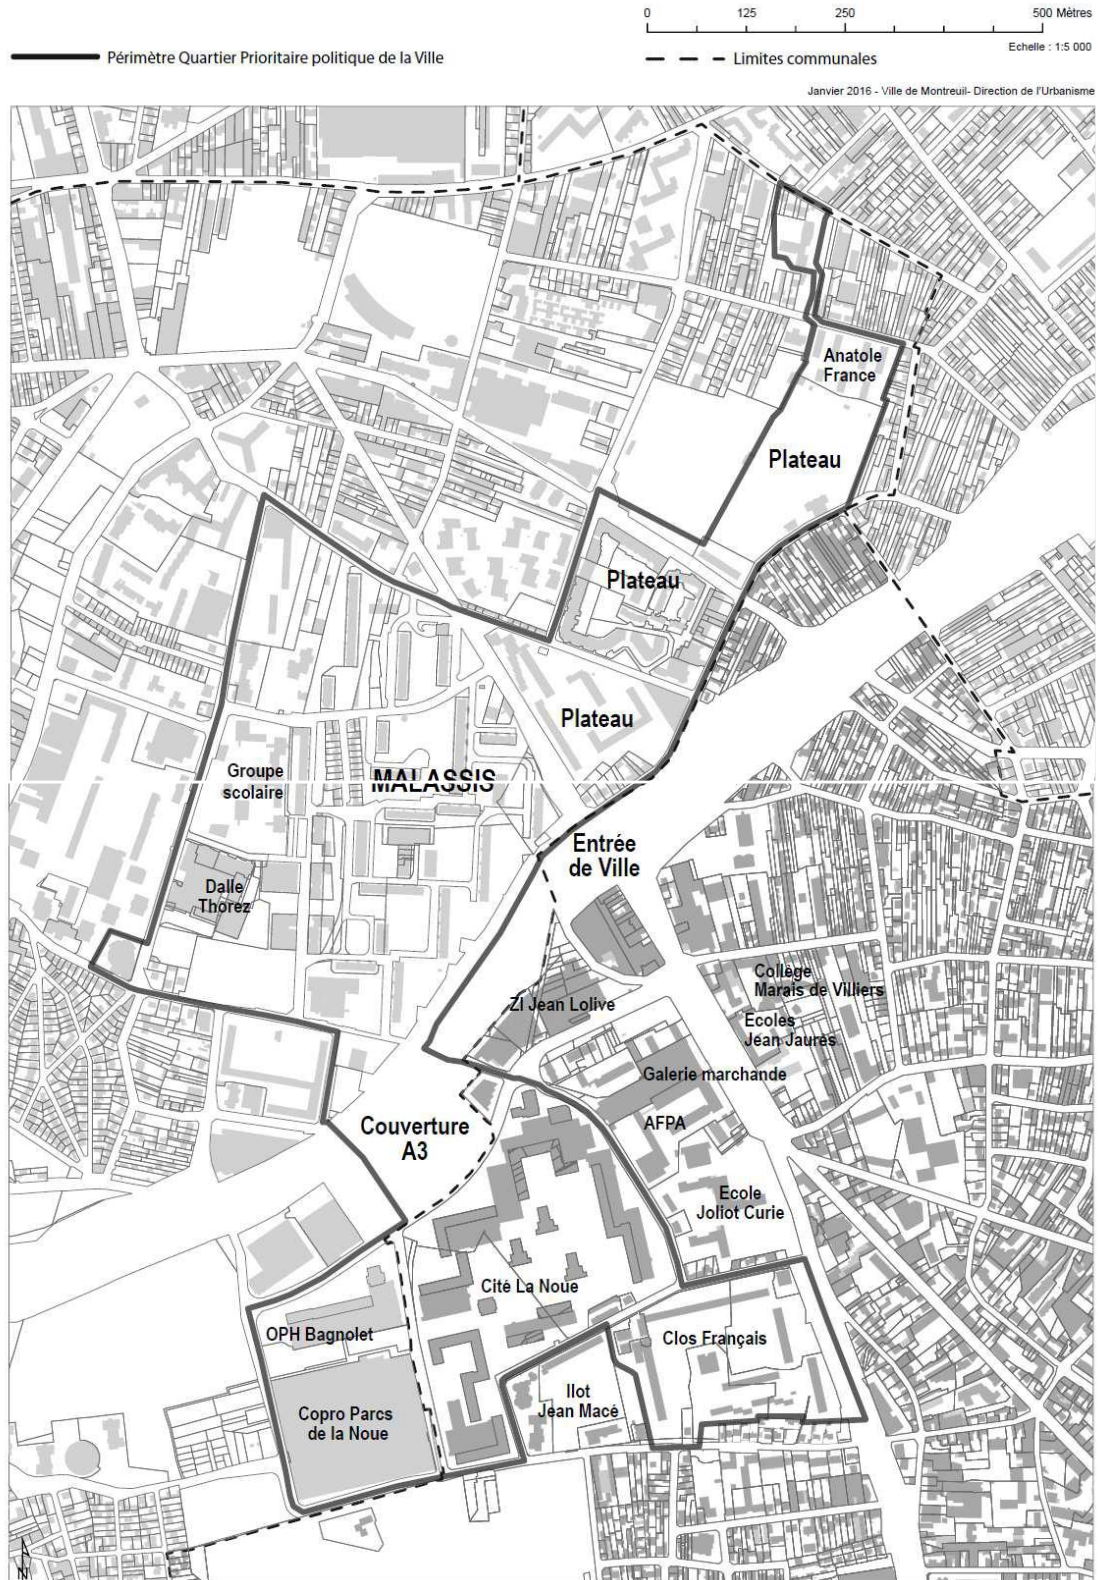 0 125 250 500 Mètres
Echelle : 1:5 000
Périmètre Quartier Prioritaire politique de la Ville
Limites communales
Janvier 2016 - Ville de Montreuil- Direction de l'Urbanisme
Anatole
France
Plateau
Plateau
Plateau
Groupe
scolaire
MALASSIS
Entrée
de Ville
Dalle
Thorez
Collège
Marais de Villiers
ZI Jean Lolive
Ecoles
Jean Jaurès
Galerie marchande
Couverture
A3
AFPA
Ecole
Joliot Curie
Cité La Noue
OPH Bagnolet
Clos Français
Ilot
Jean Macé
Copro Parcs
de la Noue